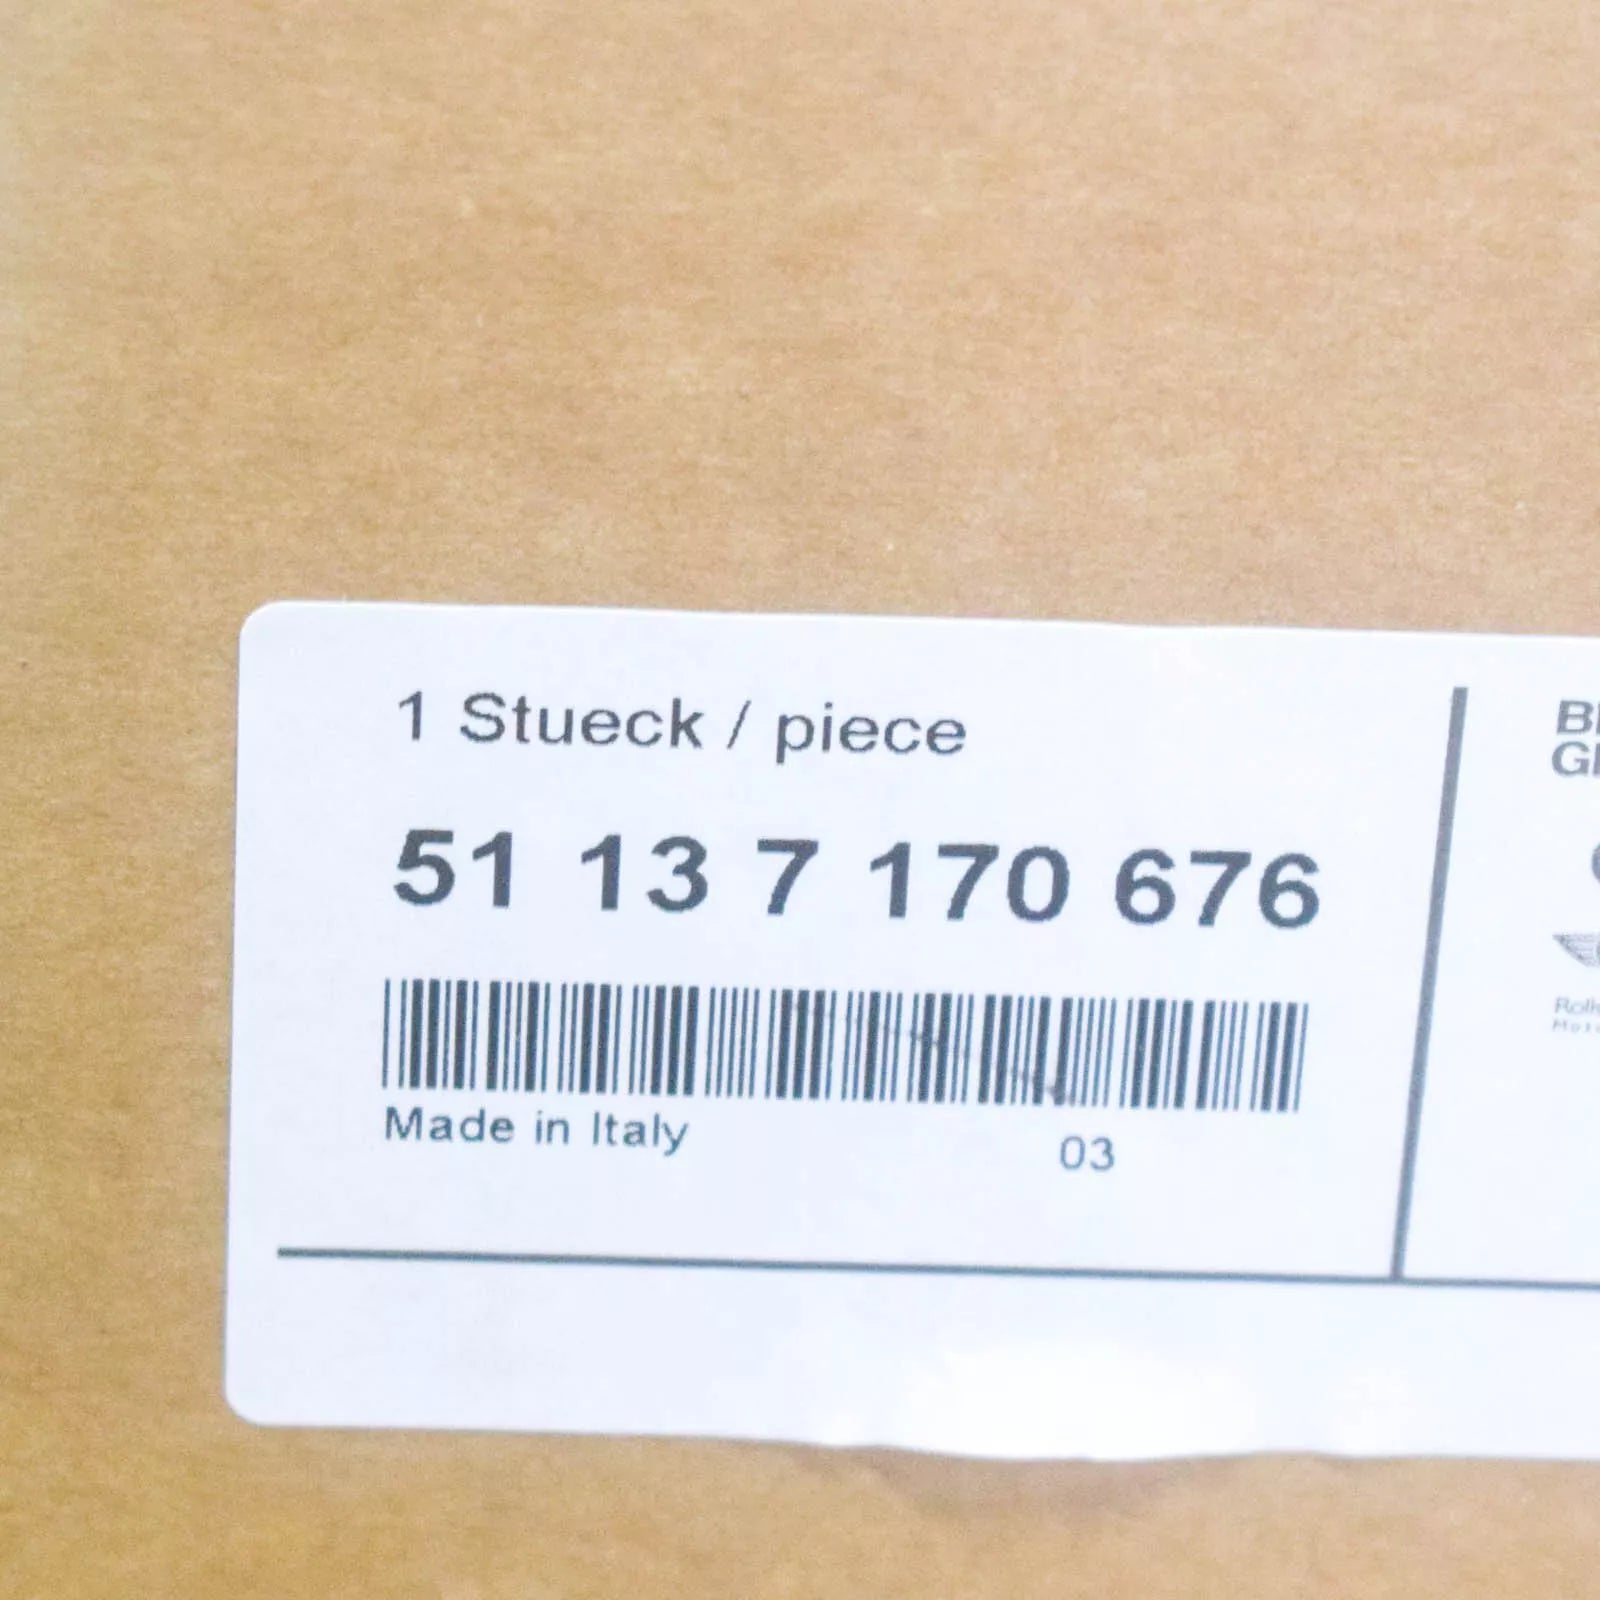 1 Stueck / piece
51 13 7 170 676
Made in Italy
03